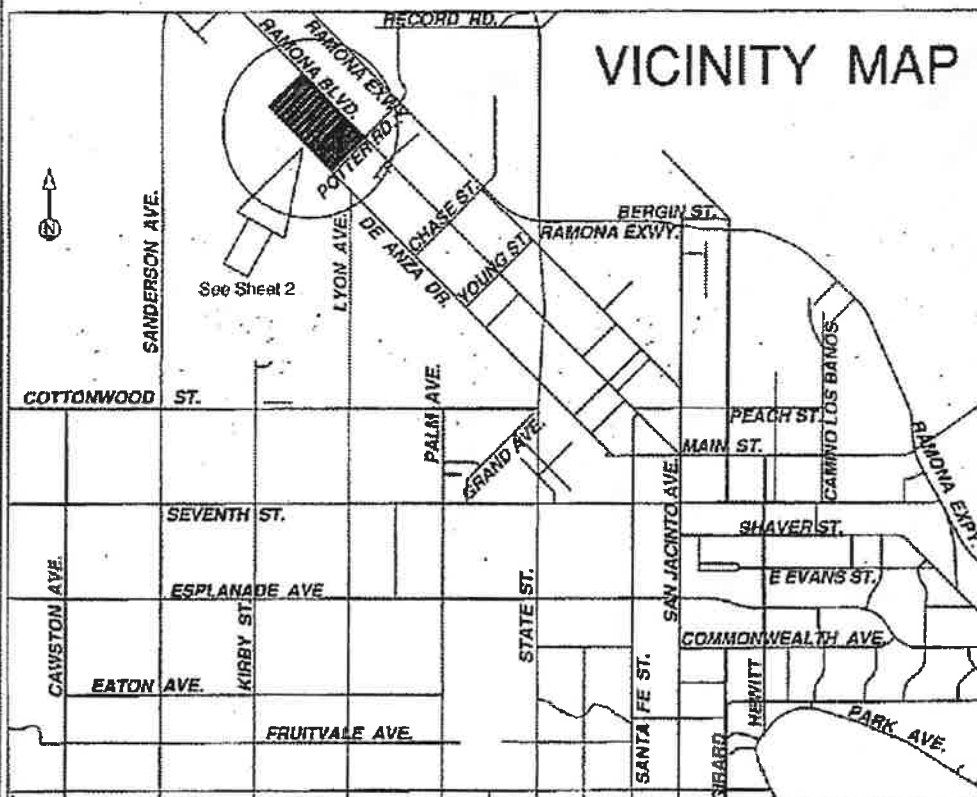 RECORD RD.
VICINITY MAP
RAMONA EXWY.
RAMONA BLVD.
POTTER RD.
N
SANDERSON AVE.
See Sheet 2
LYON AVE.
DE ANZA DR.
CHASE ST.
YOUNG ST.
BERGIN ST.
RAMONA EXWY.
COTTONWOOD ST.
PALM AVE.
GRAND AVE.
PEACH ST.
CAMINO LOS BANOS
MAIN ST.
RAMONA EXPY.
SEVENTH ST.
SAN JACINTO AVE.
SHAVER ST.
E EVANS ST.
CAWSTON AVE.
ESPLANADE AVE
KIRBY ST.
STATE ST.
COMMONWEALTH AVE.
EATON AVE.
SANTA FE ST.
HEWITT
PARK AVE.
FRUITVALE AVE.
GIRARD